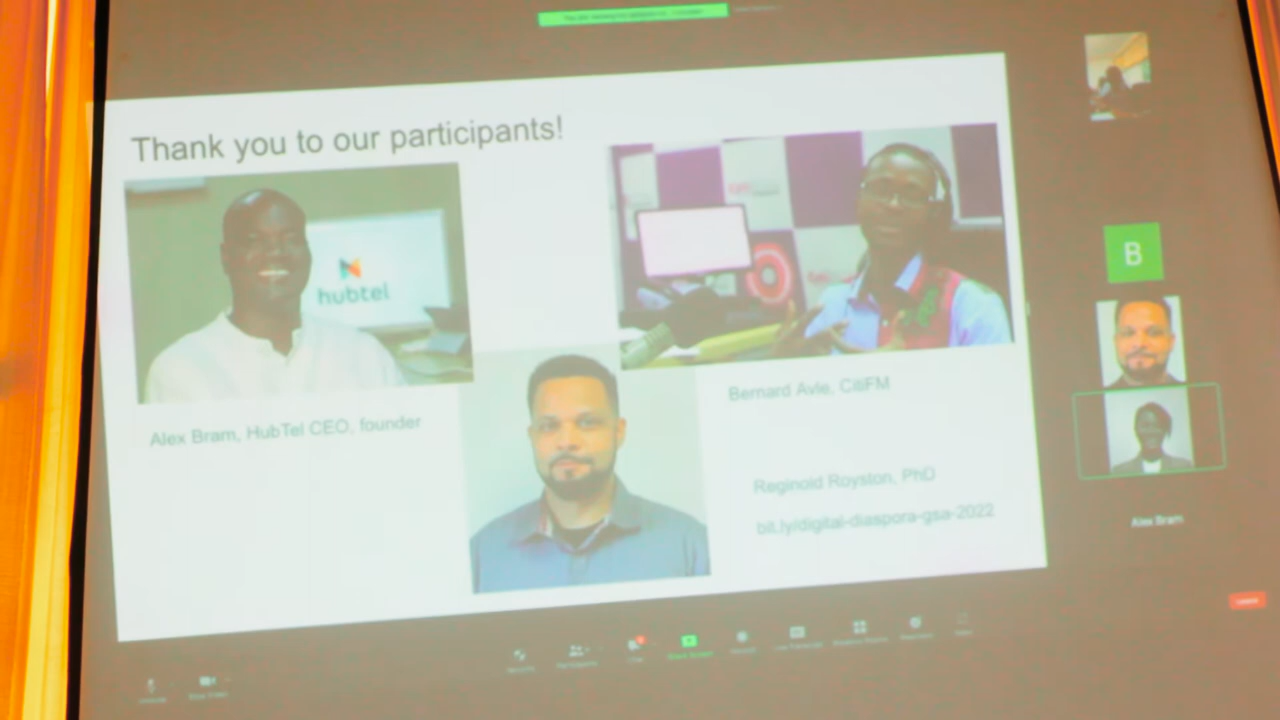 Thank you to our participants!
hubtel
Alex Bram, HubTel CEO, founder
Bernard Avle, CitiFM
Reginold Royston, PhD
bit.ly/digital-diaspora-gsa-2022
B
Alex Bram